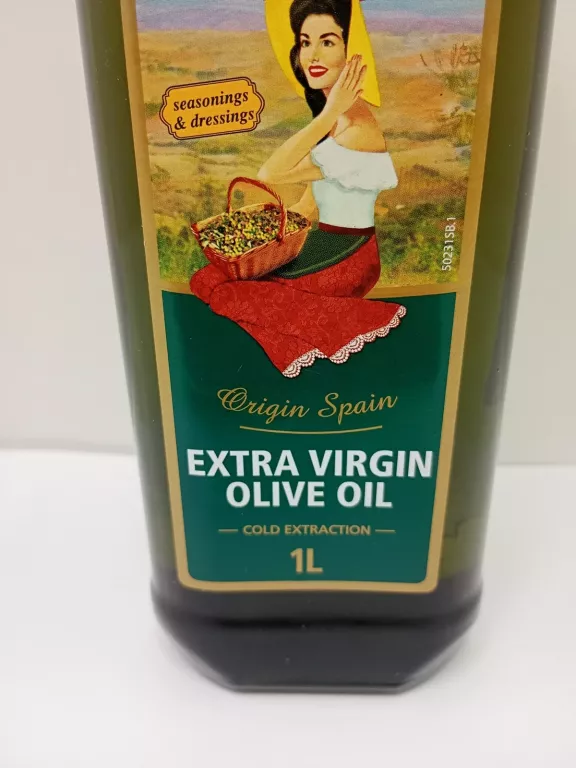 seasonings
& dressings
50231SB.1
Origin Spain
EXTRA VIRGIN
OLIVE OIL
COLD EXTRACTION
1L